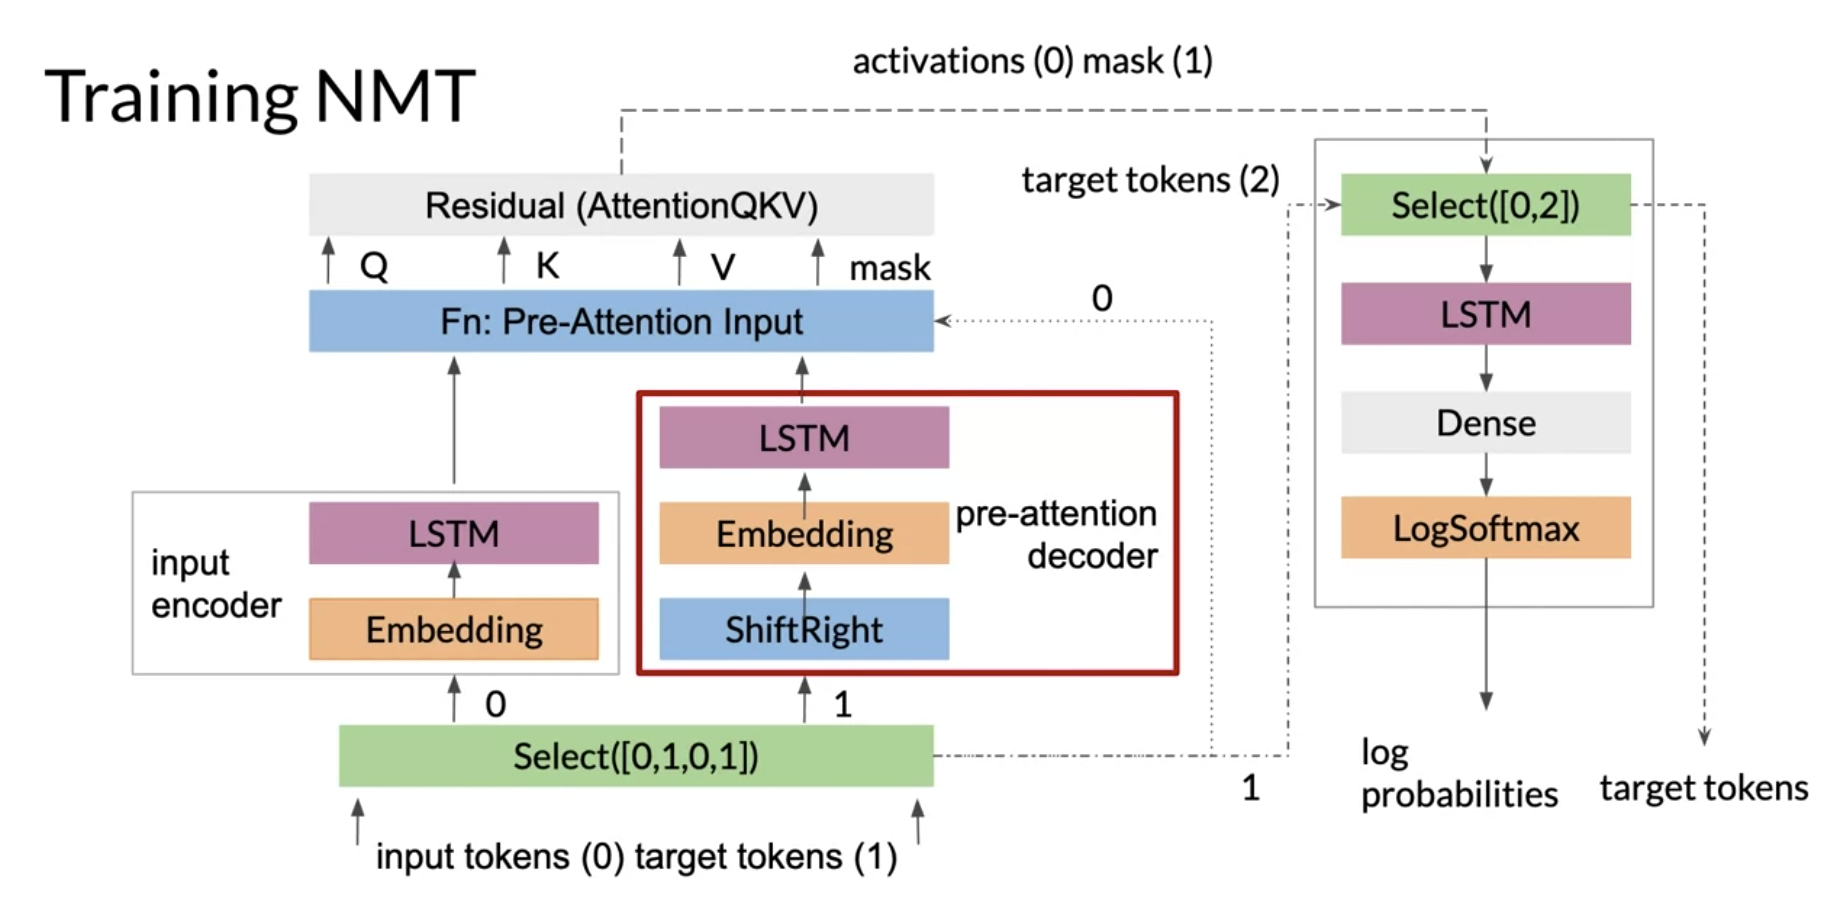 Training NMT
activations (0) mask (1)
target tokens (2)
Residual (AttentionQKV)
Q
K
V
mask
Fn: Pre-Attention Input
0
LSTM
Embedding
ShiftRight
pre-attention
decoder
LSTM
Embedding
input
encoder
0
1
Select([0,1,0,1])
1
input tokens (0) target tokens (1)
Select([0,2])
LSTM
Dense
LogSoftmax
log
probabilities
target tokens